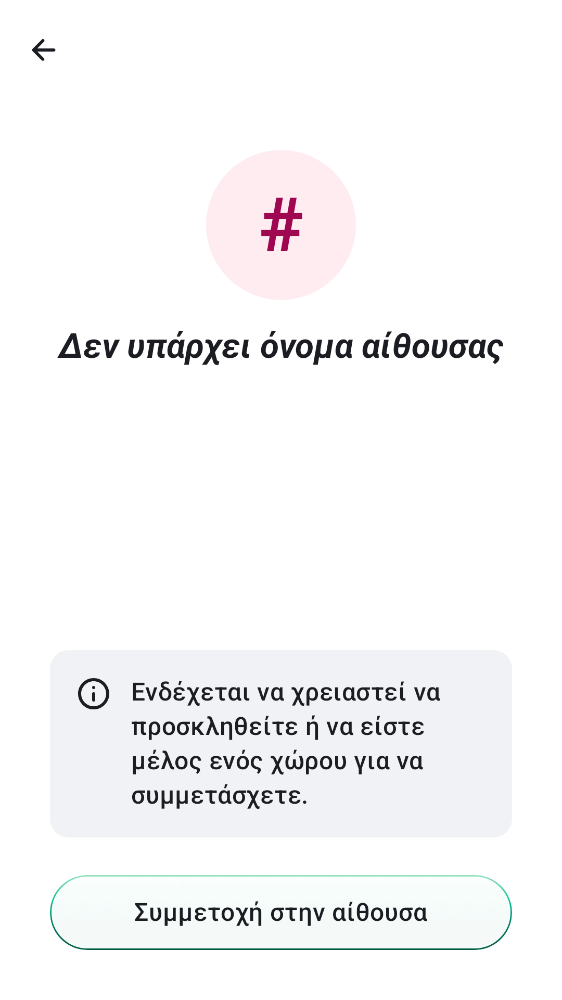 #
Δεν υπάρχει όνομα αίθουσας
Ενδέχεται να χρειαστεί να
προσκληθείτε ή να είστε
μέλος ενός χώρου για να
συμμετάσχετε.
Συμμετοχή στην αίθουσα